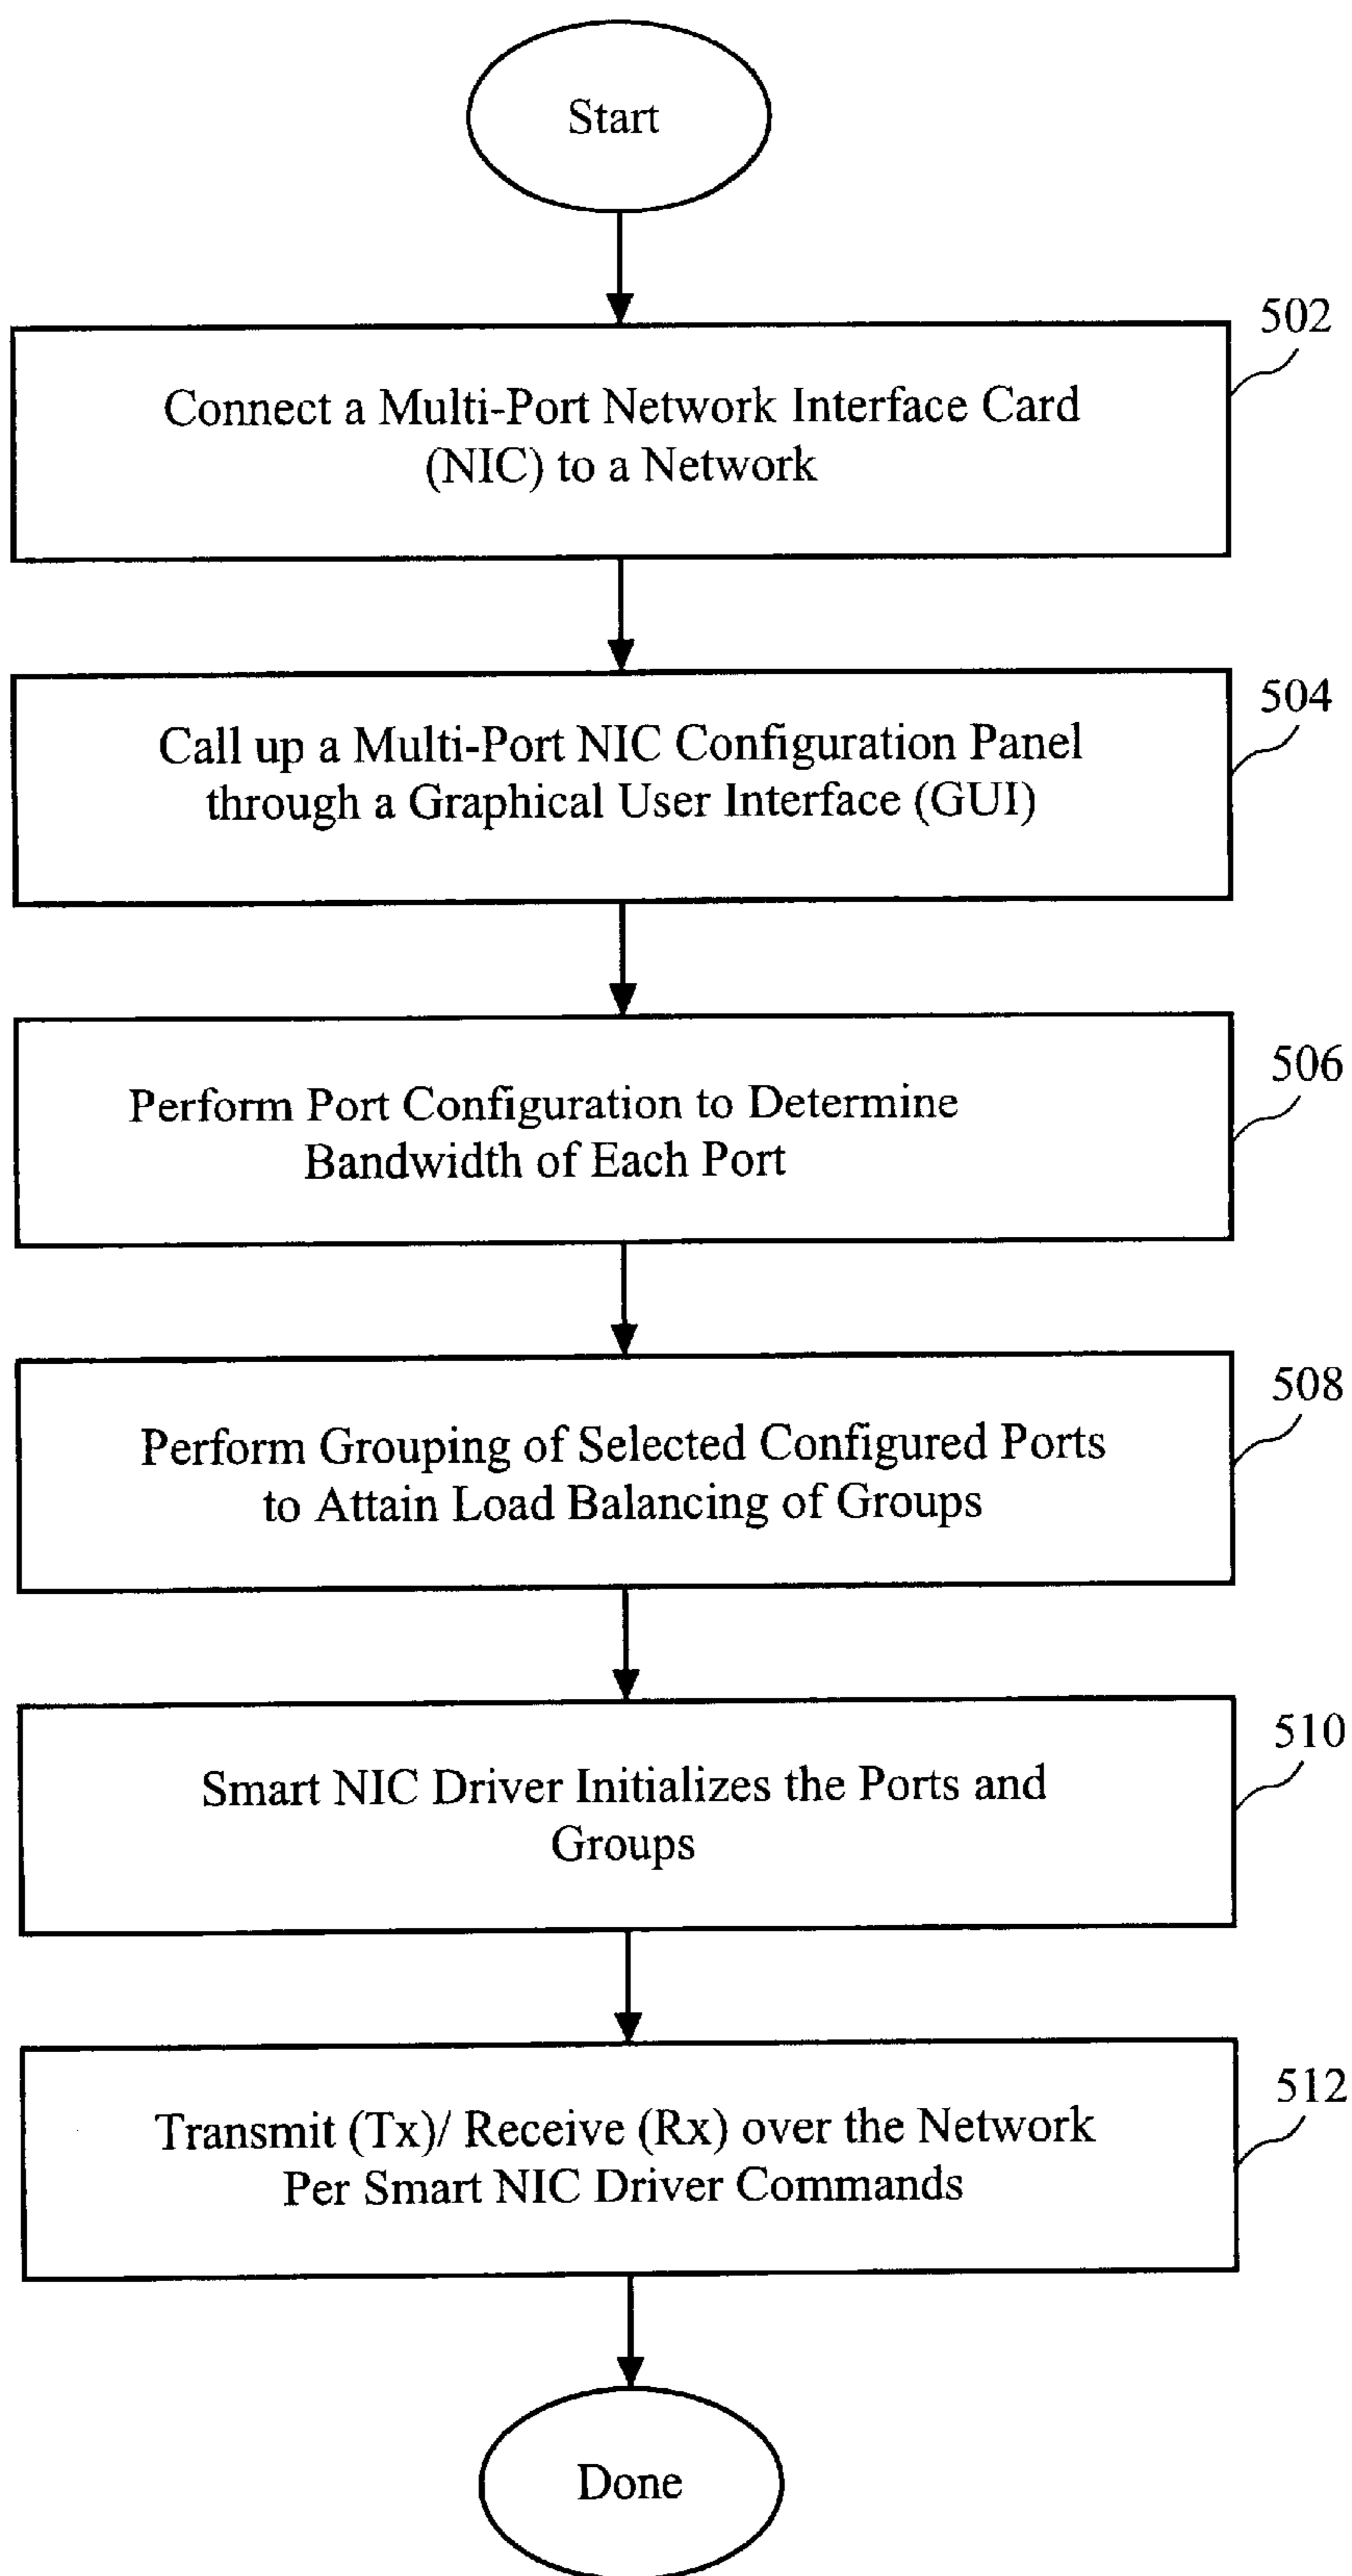 Start
502
Connect a Multi-Port Network Interface Card
(NIC) to a Network
504
Call up a Multi-Port NIC Configuration Panel
through a Graphical User Interface (GUI)
506
Perform Port Configuration to Determine
Bandwidth of Each Port
508
Perform Grouping of Selected Configured Ports
to Attain Load Balancing of Groups
510
Smart NIC Driver Initializes the Ports and
Groups
512
Transmit (Tx)/ Receive (Rx) over the Network
Per Smart NIC Driver Commands
Done